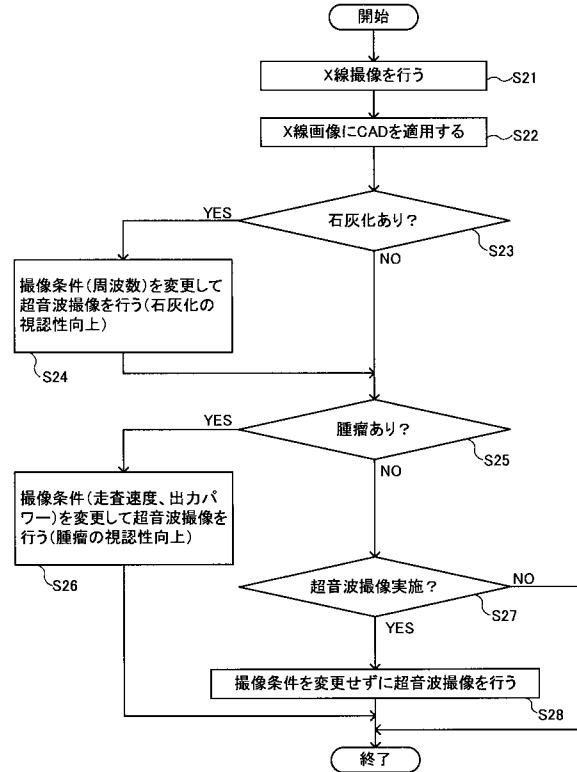 開始
X線撮像を行う
S21
X線画像にCADを適用する
S22
YES
石灰化あり？
S23
NO
撮像条件(周波数)を変更して
超音波撮像を行う(石灰化の
視認性向上)
S24
YES
腫瘤あり？
S25
NO
撮像条件(走査速度、出力パ
ワー)を変更して超音波撮像を
行う(腫瘤の視認性向上)
S26
超音波撮像実施？
NO
S27
YES
撮像条件を変更せずに超音波撮像を行う
S28
終了